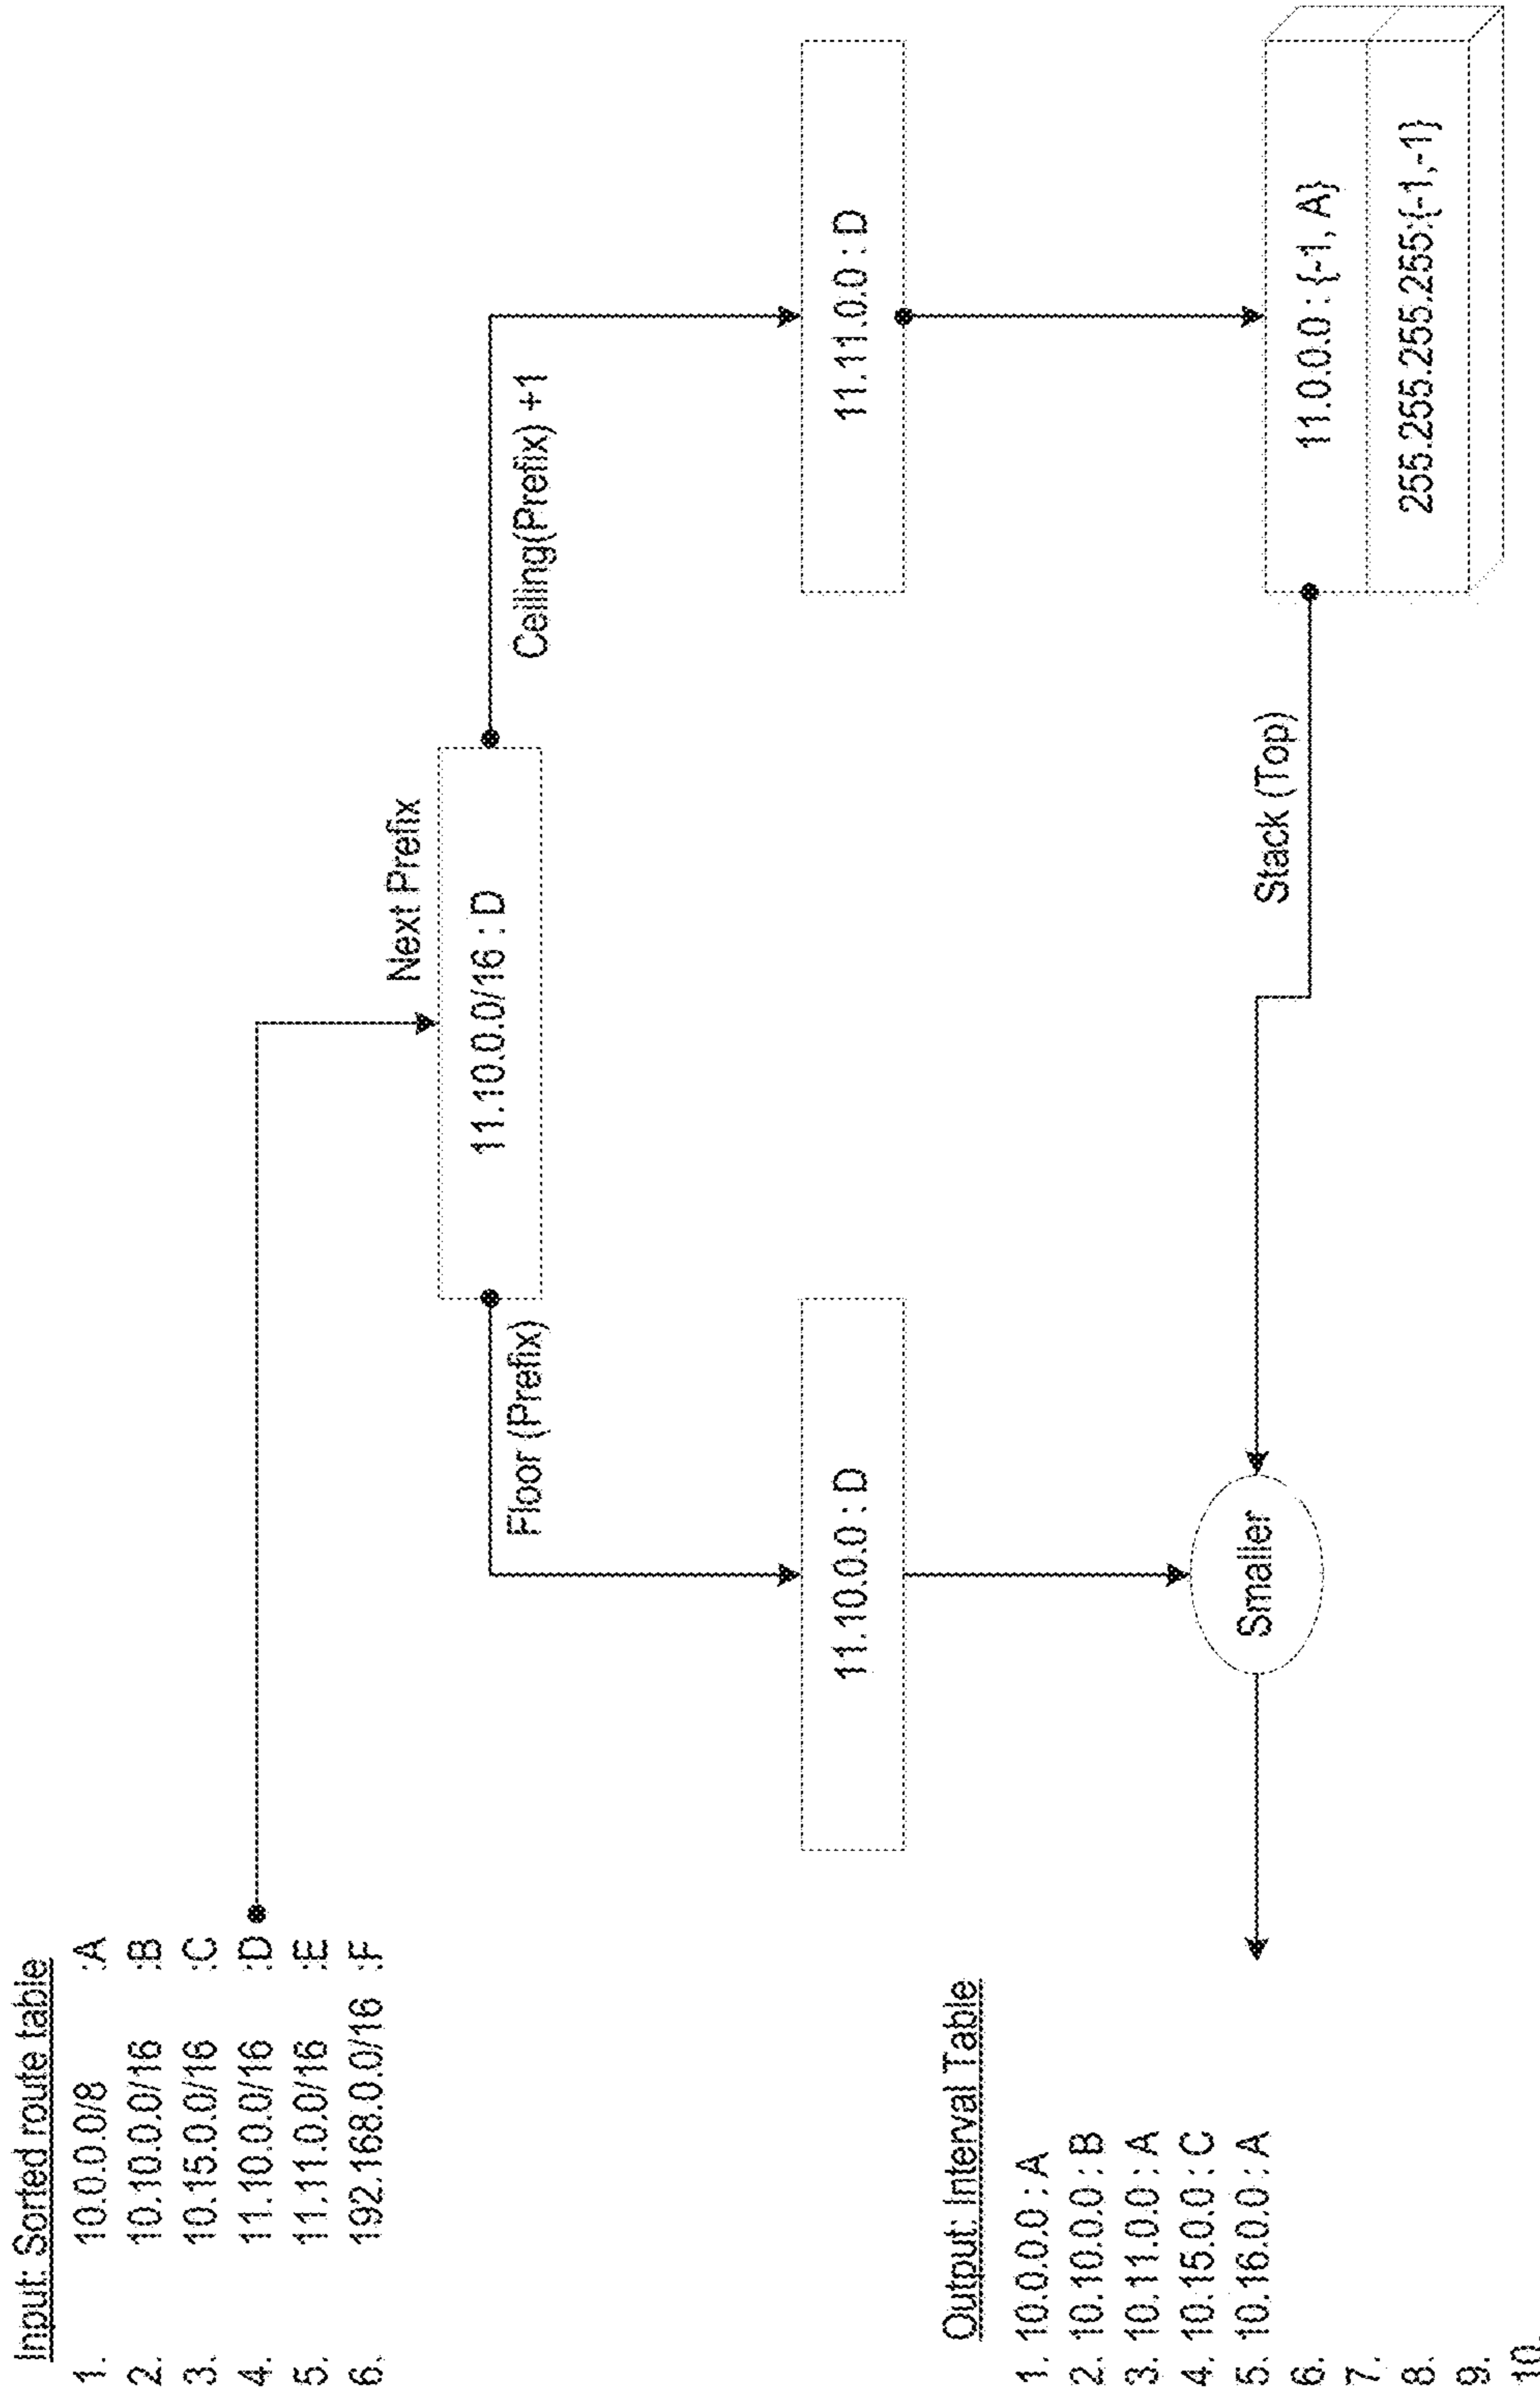 Input: Sorted route table
1. 10.0.0.0/8 :A
2. 10.10.0.0/16 :B
3. 10.15.0.0/16 :C
4. 11.10.0.0/16 :D
5. 11.11.0.0/16 :E
6. 192.168.0.0/16 :F
Next Prefix
11.10.0.0/16 : D
Floor (Prefix)
Ceiling(Prefix) +1
11.10.0.0 : D
11.11.0.0 : D
Output: Interval Table
1. 10.0.0.0 : A
2. 10.10.0.0 : B
3. 10.11.0.0 : A
4. 10.15.0.0 : C
5. 10.16.0.0 : A
6.
7.
8.
9.
10.
Smaller
Stack (Top)
11.0.0.0 : {-1, A}
255.255.255.255:{-1,-1}